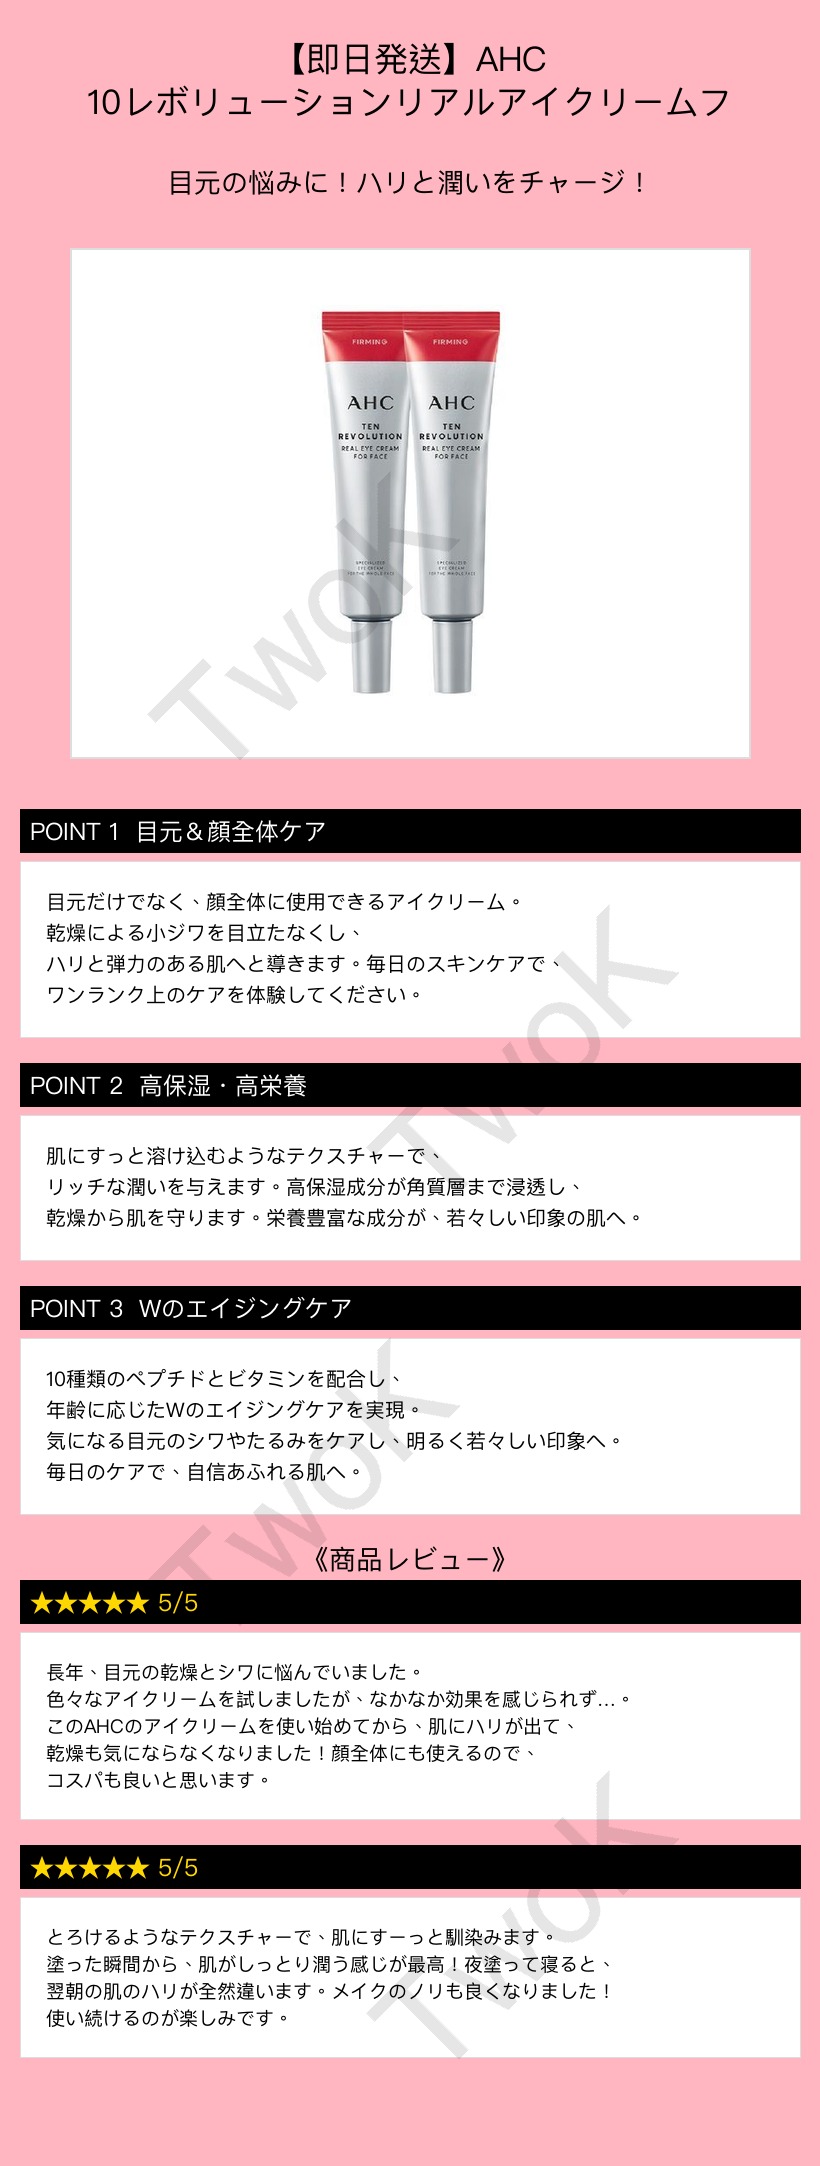 【即日発送】AHC
10レボリューションリアルアイクリームフ
目元の悩みに！ハリと潤いをチャージ！
FIRMING FIRMING
AHC AHC
TEN TEN
REVOLUTION REVOLUTION
REAL EYE CREAM REAL EYE CREAM
FOR FACE FOR FACE
SPECIALIZED SPECIALIZED
EYE CREAM EYE CREAM
FOR THE WHOLE FACE FOR THE WHOLE FACE
TwoK
POINT 1 目元＆顔全体ケア
目元だけでなく、顔全体に使用できるアイクリーム。
乾燥による小ジワを目立たなくし、
ハリと弾力のある肌へと導きます。毎日のスキンケアで、
ワンランク上のケアを体験してください。
TwoK
POINT 2 高保湿・高栄養
肌にすっと溶け込むようなテクスチャーで、
リッチな潤いを与えます。高保湿成分が角質層まで浸透し、
乾燥から肌を守ります。栄養豊富な成分が、若々しい印象の肌へ。
POINT 3 Wのエイジングケア
10種類のペプチドとビタミンを配合し、
年齢に応じたWのエイジングケアを実現。
気になる目元のシワやたるみをケアし、明るく若々しい印象へ。
毎日のケアで、自信あふれる肌へ。
TwoK
《商品レビュー》
★★★★★ 5/5
長年、目元の乾燥とシワに悩んでいました。
色々なアイクリームを試しましたが、なかなか効果を感じられず…。
このAHCのアイクリームを使い始めてから、肌にハリが出て、
乾燥も気にならなくなりました！顔全体にも使えるので、
コスパも良いと思います。
★★★★★ 5/5
とろけるようなテクスチャーで、肌にすーっと馴染みます。
塗った瞬間から、肌がしっとり潤う感じが最高！夜塗って寝ると、
翌朝の肌のハリが全然違います。メイクのノリも良くなりました！
使い続けるのが楽しみです。
TwoK